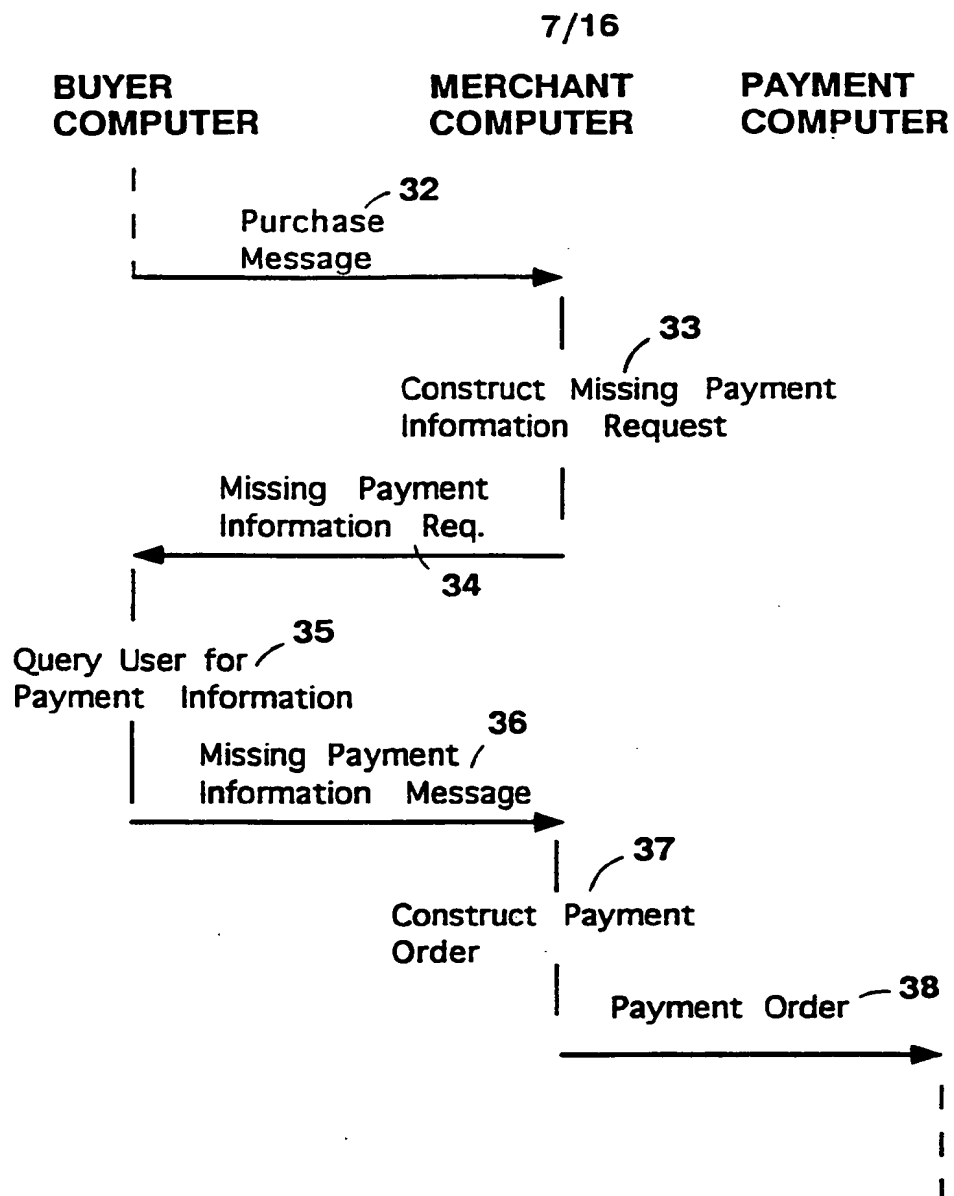 7/16
BUYER
COMPUTER
MERCHANT
COMPUTER
PAYMENT
COMPUTER
32
Purchase
Message
33
Construct Missing Payment
Information Request
Missing Payment
Information Req.
34
35
Query User for
Payment Information
36
Missing Payment
Information Message
37
Construct Payment
Order
38
Payment Order